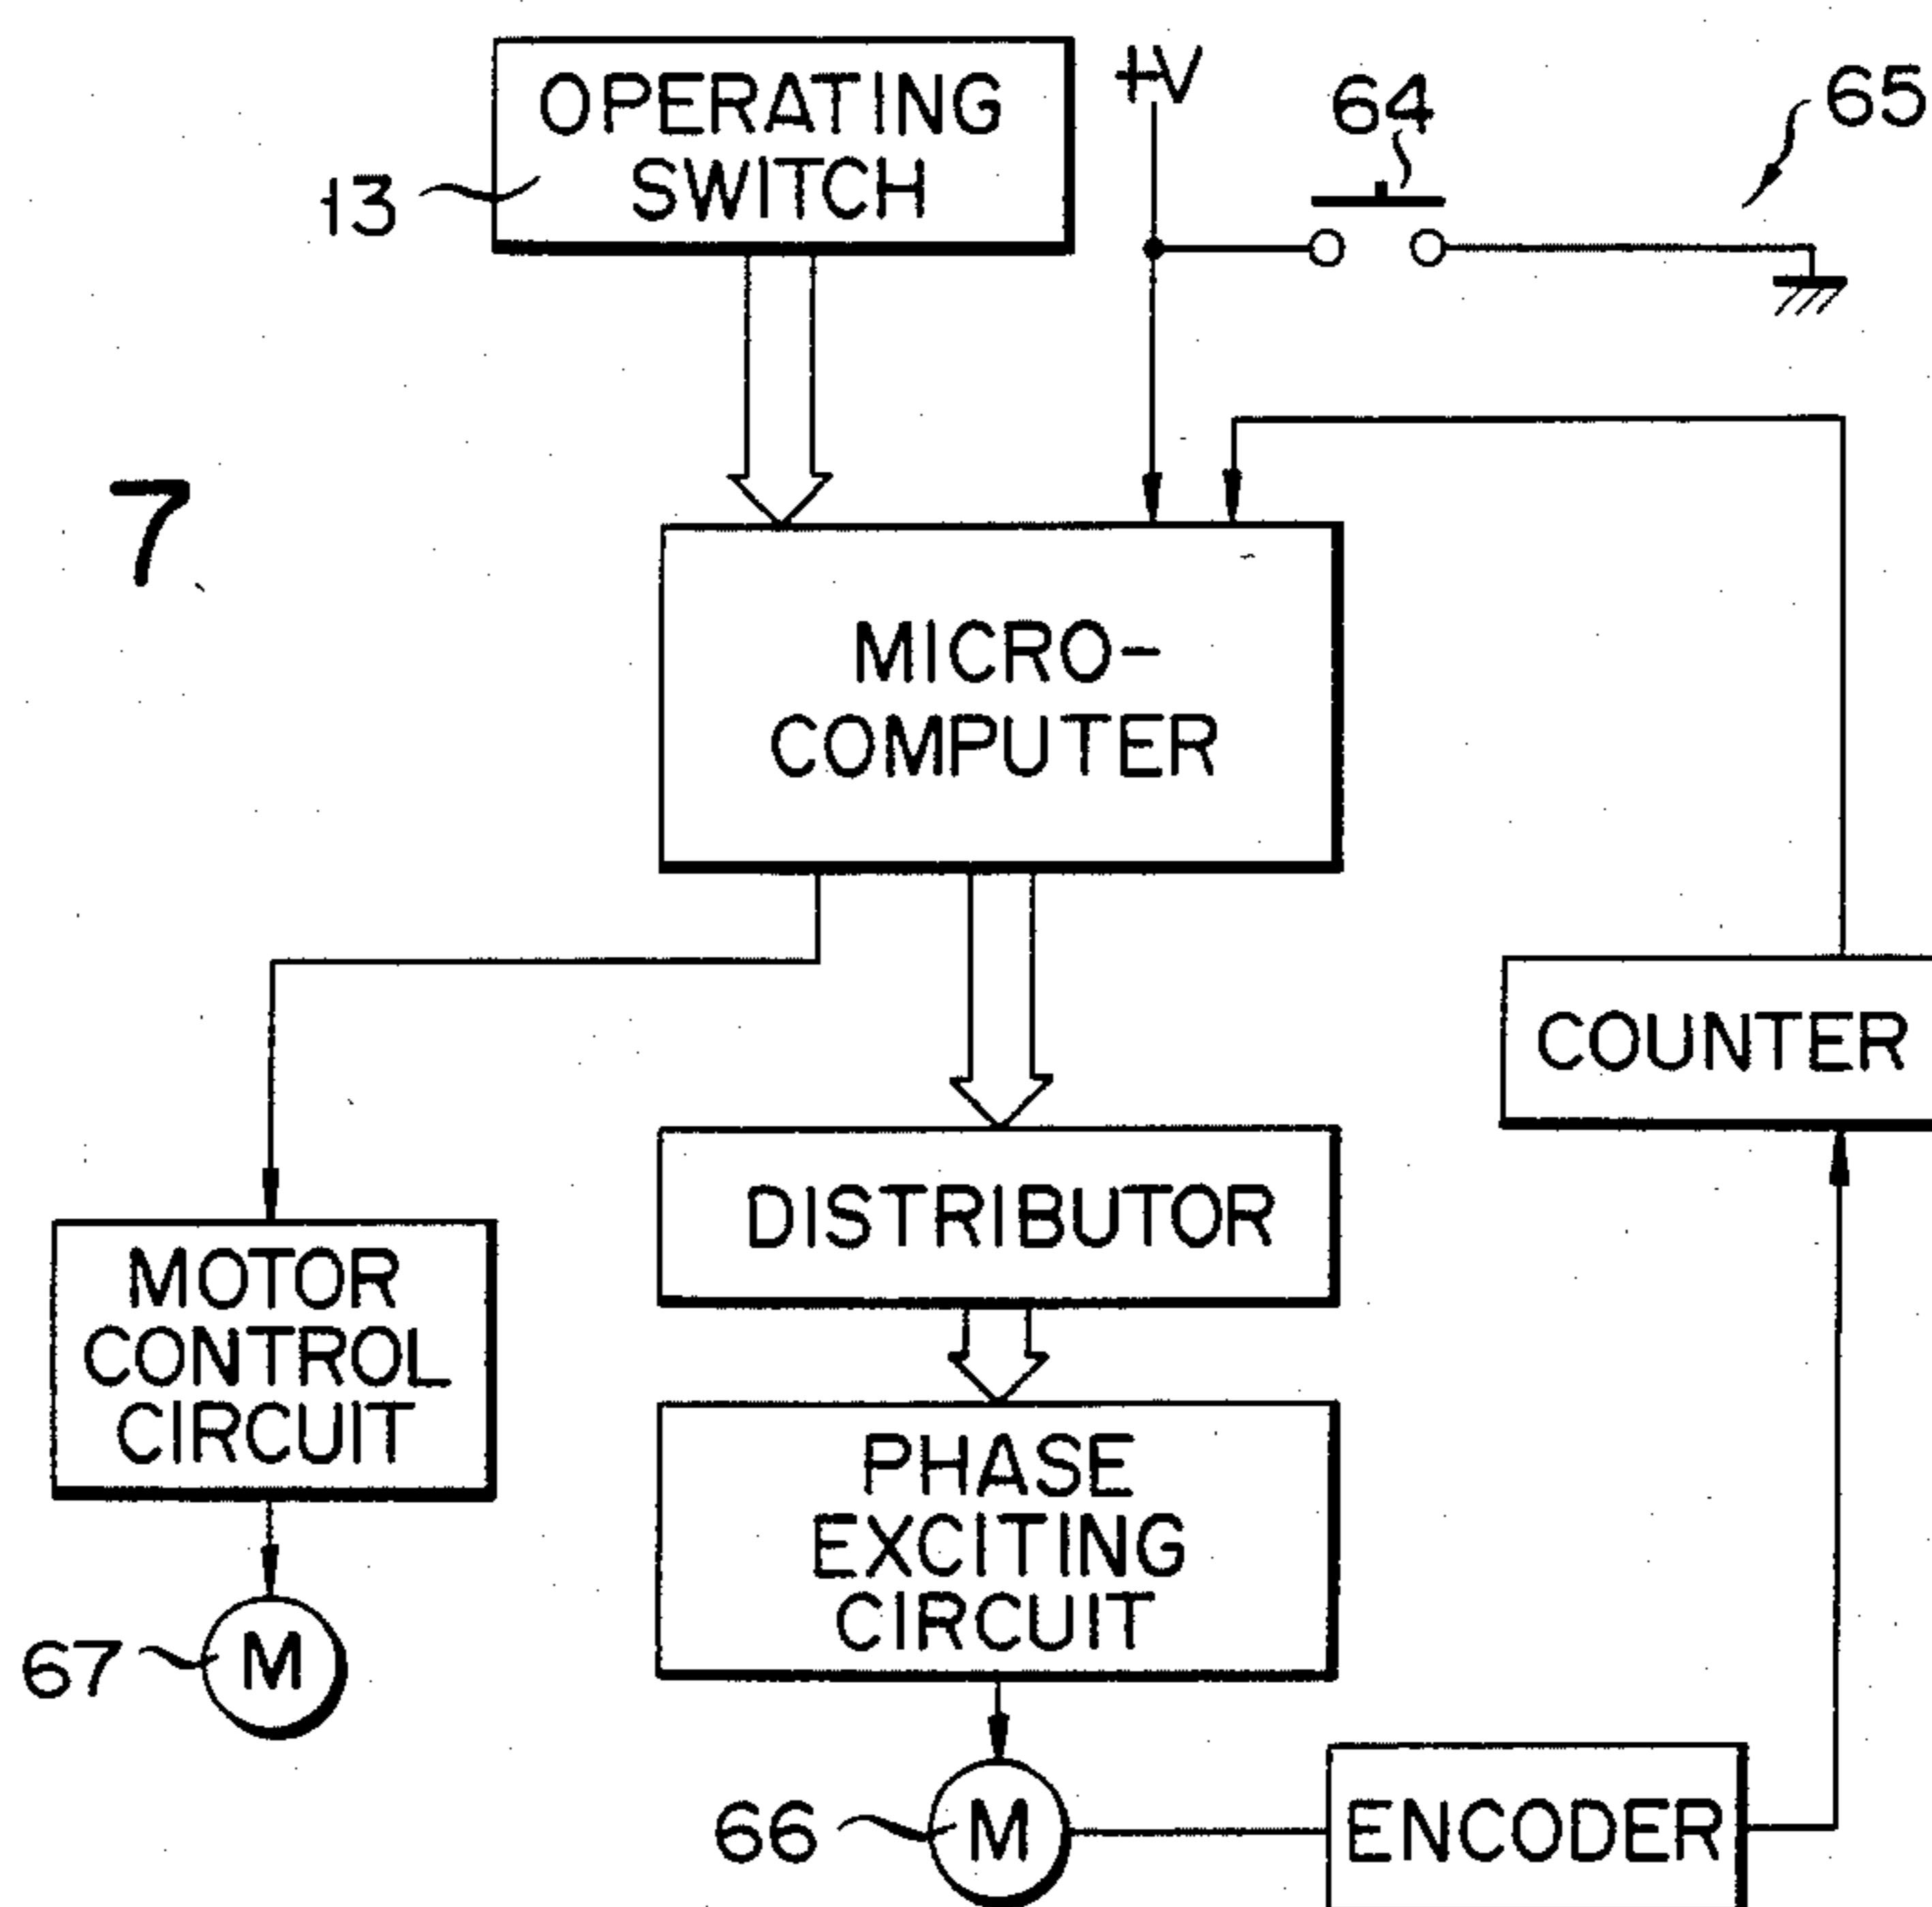 OPERATING
SWITCH
13
+V
64
65
7
MICRO-
COMPUTER
COUNTER
DISTRIBUTOR
MOTOR
CONTROL
CIRCUIT
PHASE
EXCITING
CIRCUIT
67
M
66
M
ENCODER